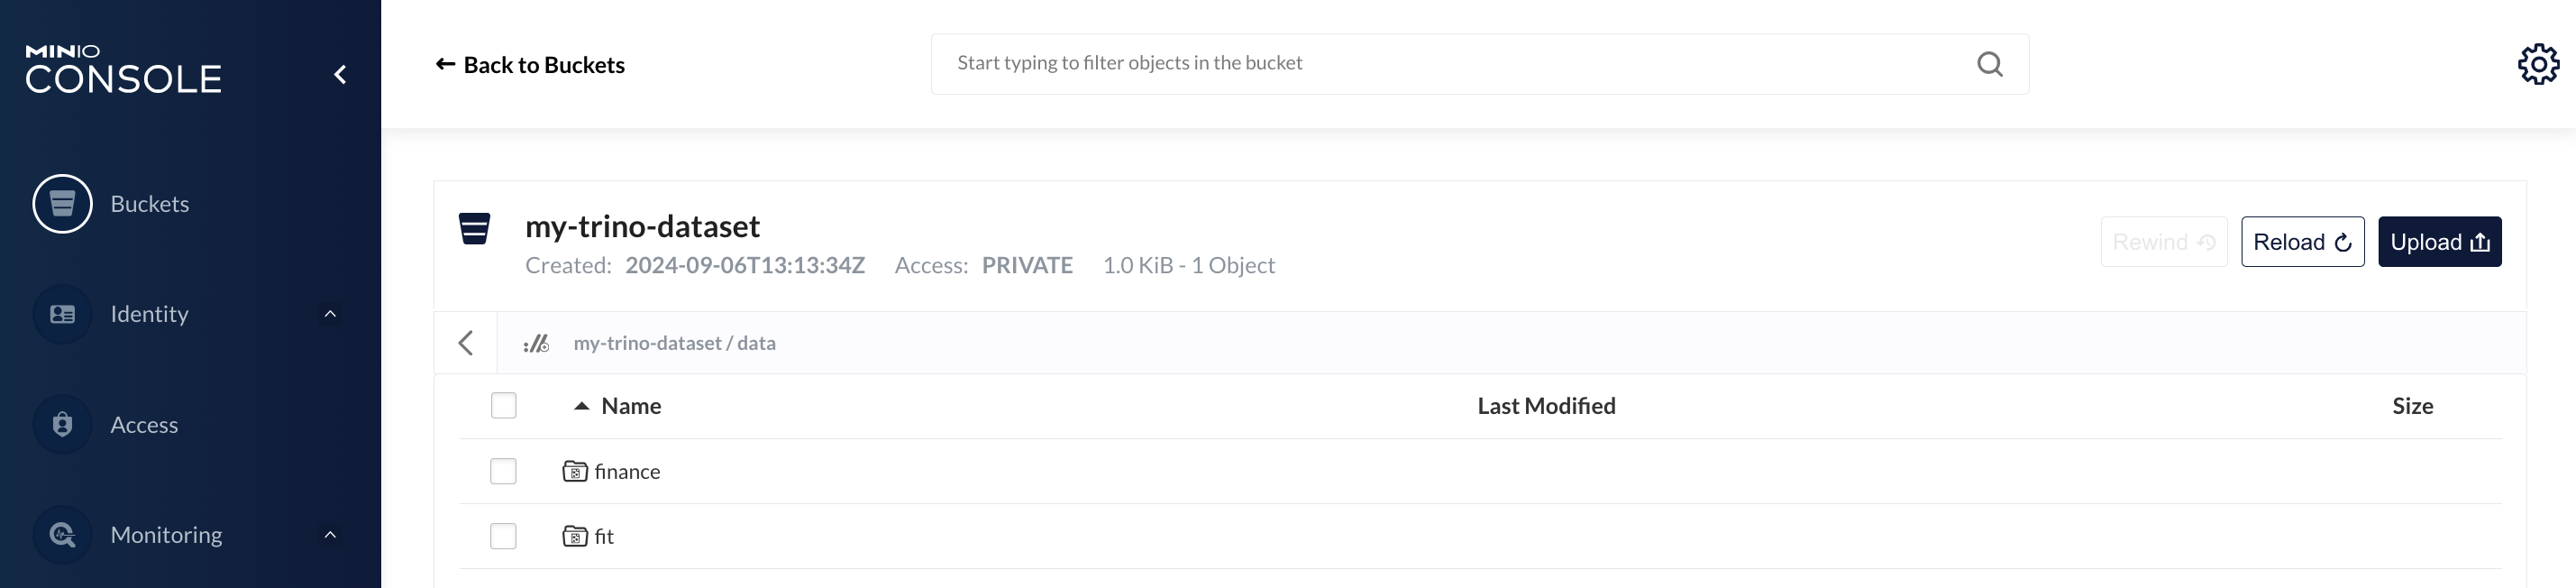 MINIO
CONSOLE
Buckets
Identity
Access
Monitoring
Back to Buckets
Start typing to filter objects in the bucket
my-trino-dataset
Created: 2024-09-06T13:13:34Z Access: PRIVATE 1.0 KiB - 1 Object
Rewind Reload Upload
my-trino-dataset / data
Name Last Modified Size
finance
fit